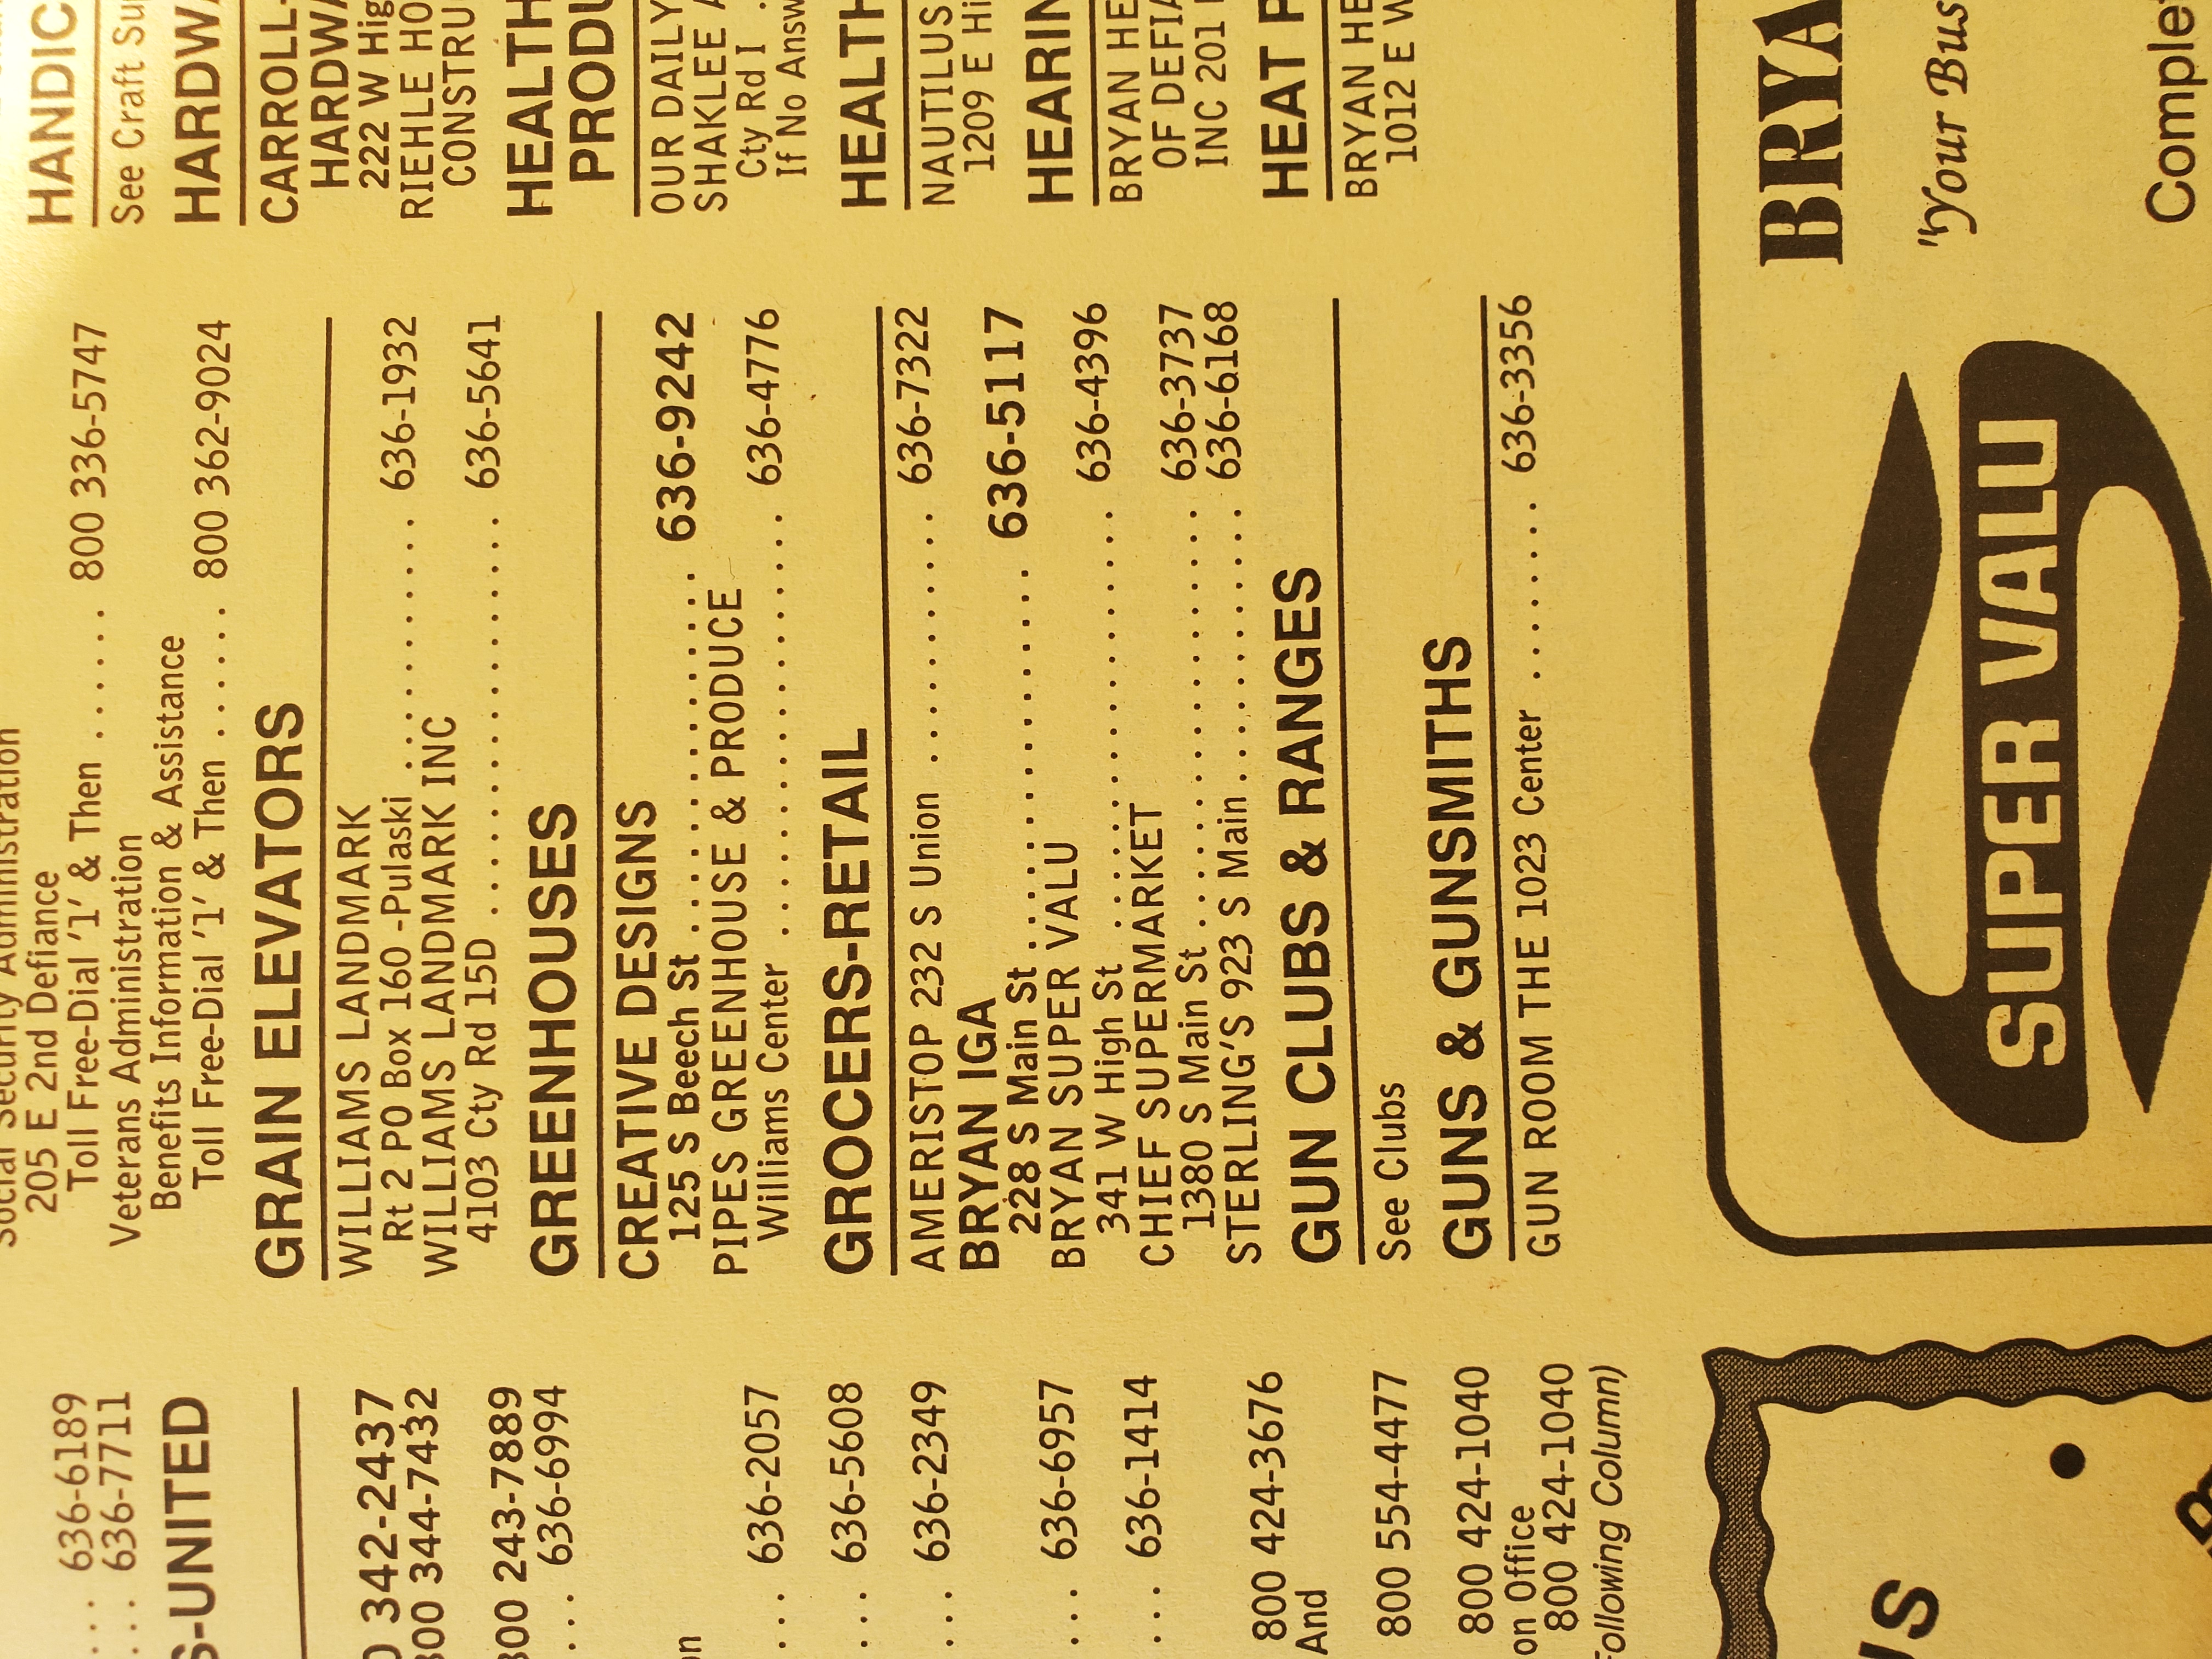 636-6189
636-7711
S-UNITED
342-2437
800 344-7432
800 243-7889
636-6994
636-2057
636-5608
636-2349
636-6957
636-1414
800 424-3676
And
800 554-4477
800 424-1040
on Office
800 424-1040
Following Column)
Social Security Administration
205 E 2nd Defiance
Toll Free-Dial '1' & Then ....... 800 336-5747
Veterans Administration
Benefits Information & Assistance
Toll Free-Dial '1' & Then ....... 800 362-9024
GRAIN ELEVATORS
WILLIAMS LANDMARK
Rt 2 PO Box 160 -Pulaski ............ 636-1932
WILLIAMS LANDMARK INC
4103 Cty Rd 15D .................... 636-5641
GREENHOUSES
CREATIVE DESIGNS
125 S Beech St .................. 636-9242
PIPES GREENHOUSE & PRODUCE
Williams Center .................... 636-4776
GROCERS-RETAIL
AMERISTOP 232 S Union ............. 636-7322
BRYAN IGA
228 S Main St .................. 636-5117
BRYAN SUPER VALU
341 W High St ..................... 636-4396
CHIEF SUPERMARKET
1380 S Main St .................... 636-3737
STERLING'S 923 S Main ............. 636-6168
GUN CLUBS & RANGES
See Clubs
GUNS & GUNSMITHS
GUN ROOM THE 1023 Center ........ 636-3356
HANDIC
See Craft Su
HARDWA
CARROLL-
HARDWA
222 W Hig
RIEHLE HO
CONSTRU
HEALTH
PRODU
OUR DAILY
SHAKLEE A
Cty Rd I .
If No Answ
HEALTH
NAUTILUS
1209 E Hi
HEARIN
BRYAN HE
OF DEFIA
INC 201
HEAT P
BRYAN HE
1012 E W
SUPER VALU
BRYA
"Your Bus
Complet